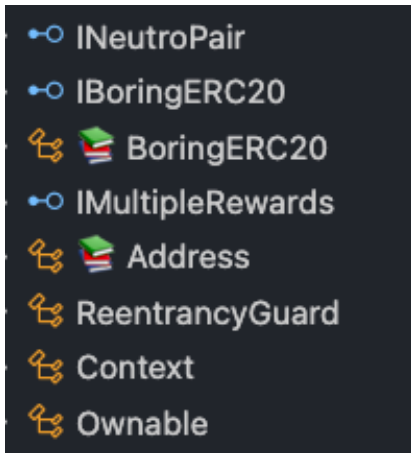 INeutroPair
IBoringERC20
BoringERC20
IMultipleRewards
Address
ReentrancyGuard
Context
Ownable